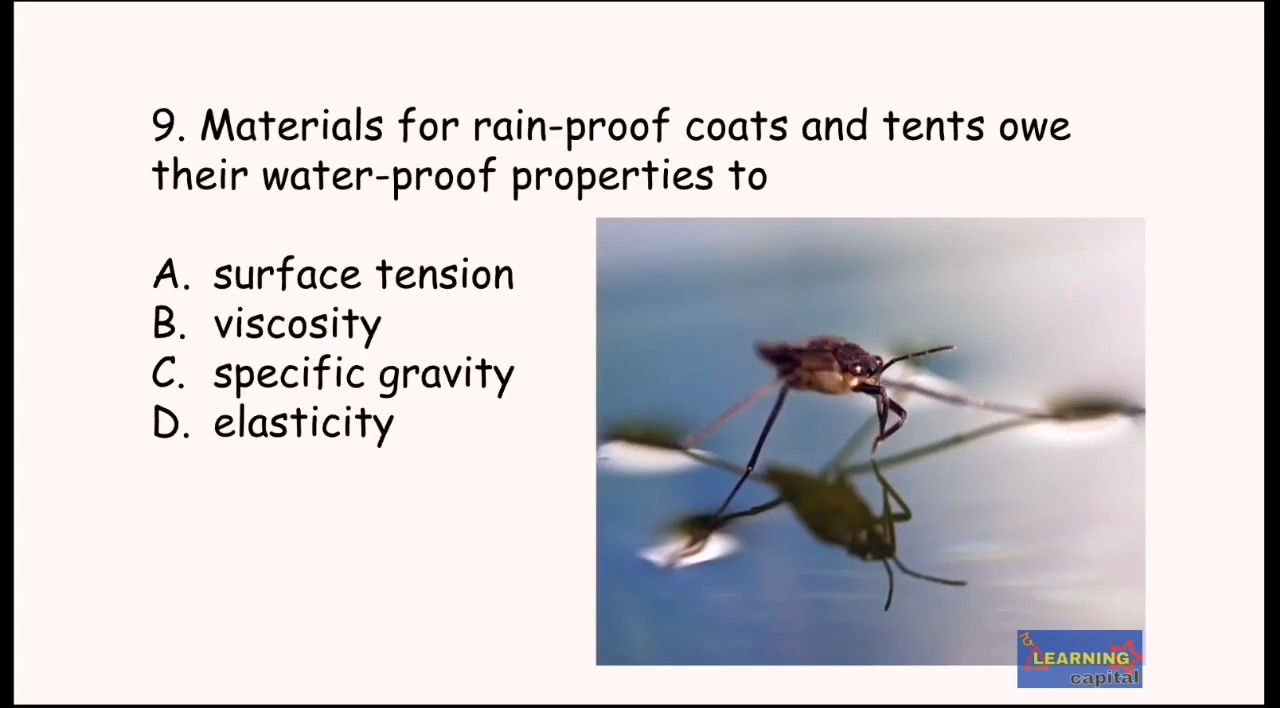 9. Materials for rain-proof coats and tents owe
their water-proof properties to
A. surface tension
B. viscosity
C. specific gravity
D. elasticity
LEARNING
capital